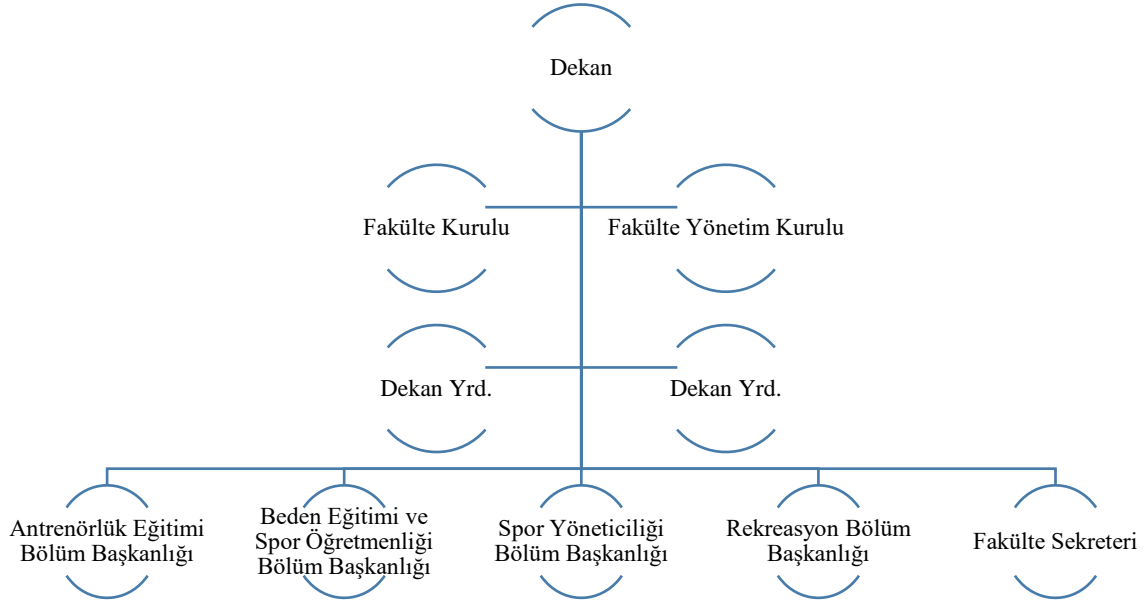 Dekan
Fakülte Kurulu
Fakülte Yönetim Kurulu
Dekan Yrd.
Dekan Yrd.
Antrenörlük Eğitimi
Bölüm Başkanlığı
Beden Eğitimi ve
Spor Öğretmenliği
Bölüm Başkanlığı
Spor Yöneticiliği
Bölüm Başkanlığı
Rekreasyon Bölüm
Başkanlığı
Fakülte Sekreteri